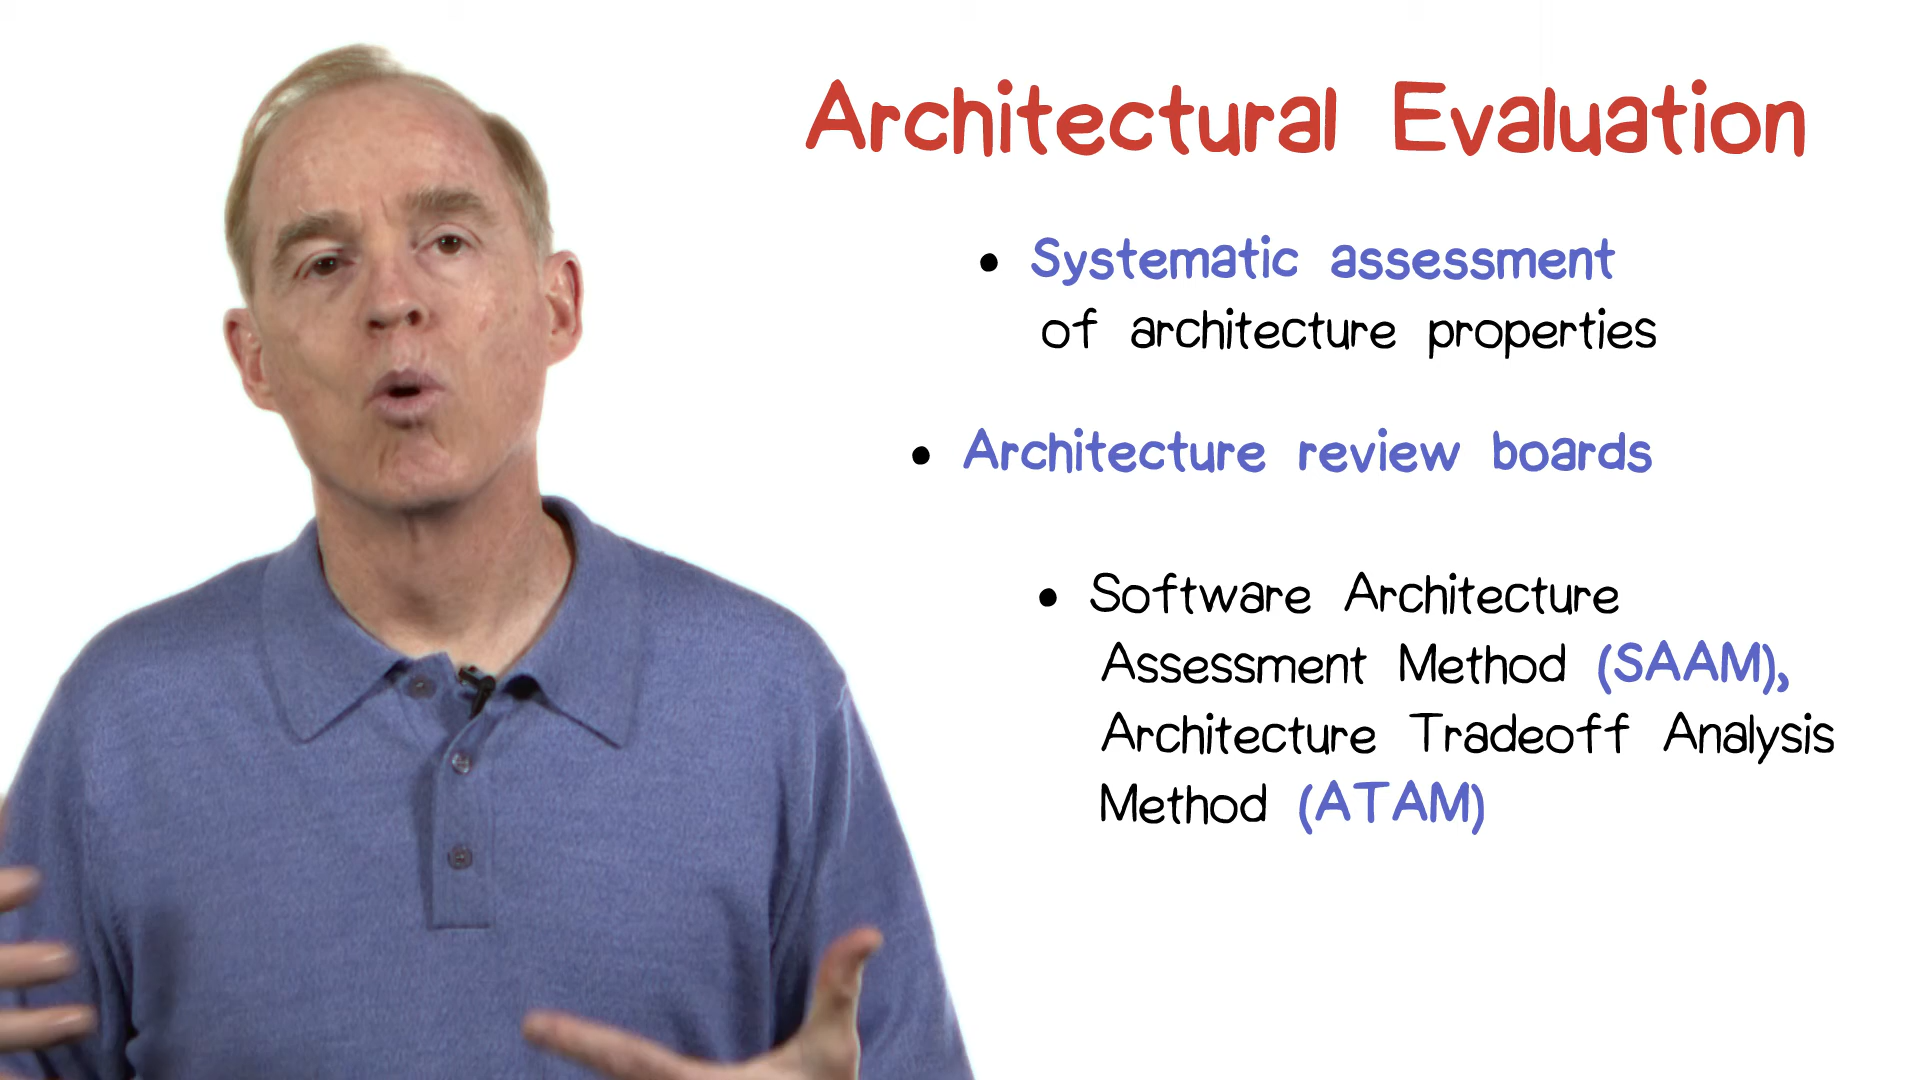 Architectural Evaluation
• Systematic assessment
of architecture properties
• Architecture review boards
• Software Architecture
Assessment Method (SAAM),
Architecture Tradeoff Analysis
Method (ATAM)